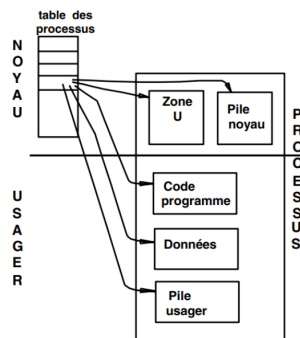 table des
processus
NOYAU
Zone
U
Pile
noyau
PROCESSUS
USAGER
Code
programme
Données
Pile
usager